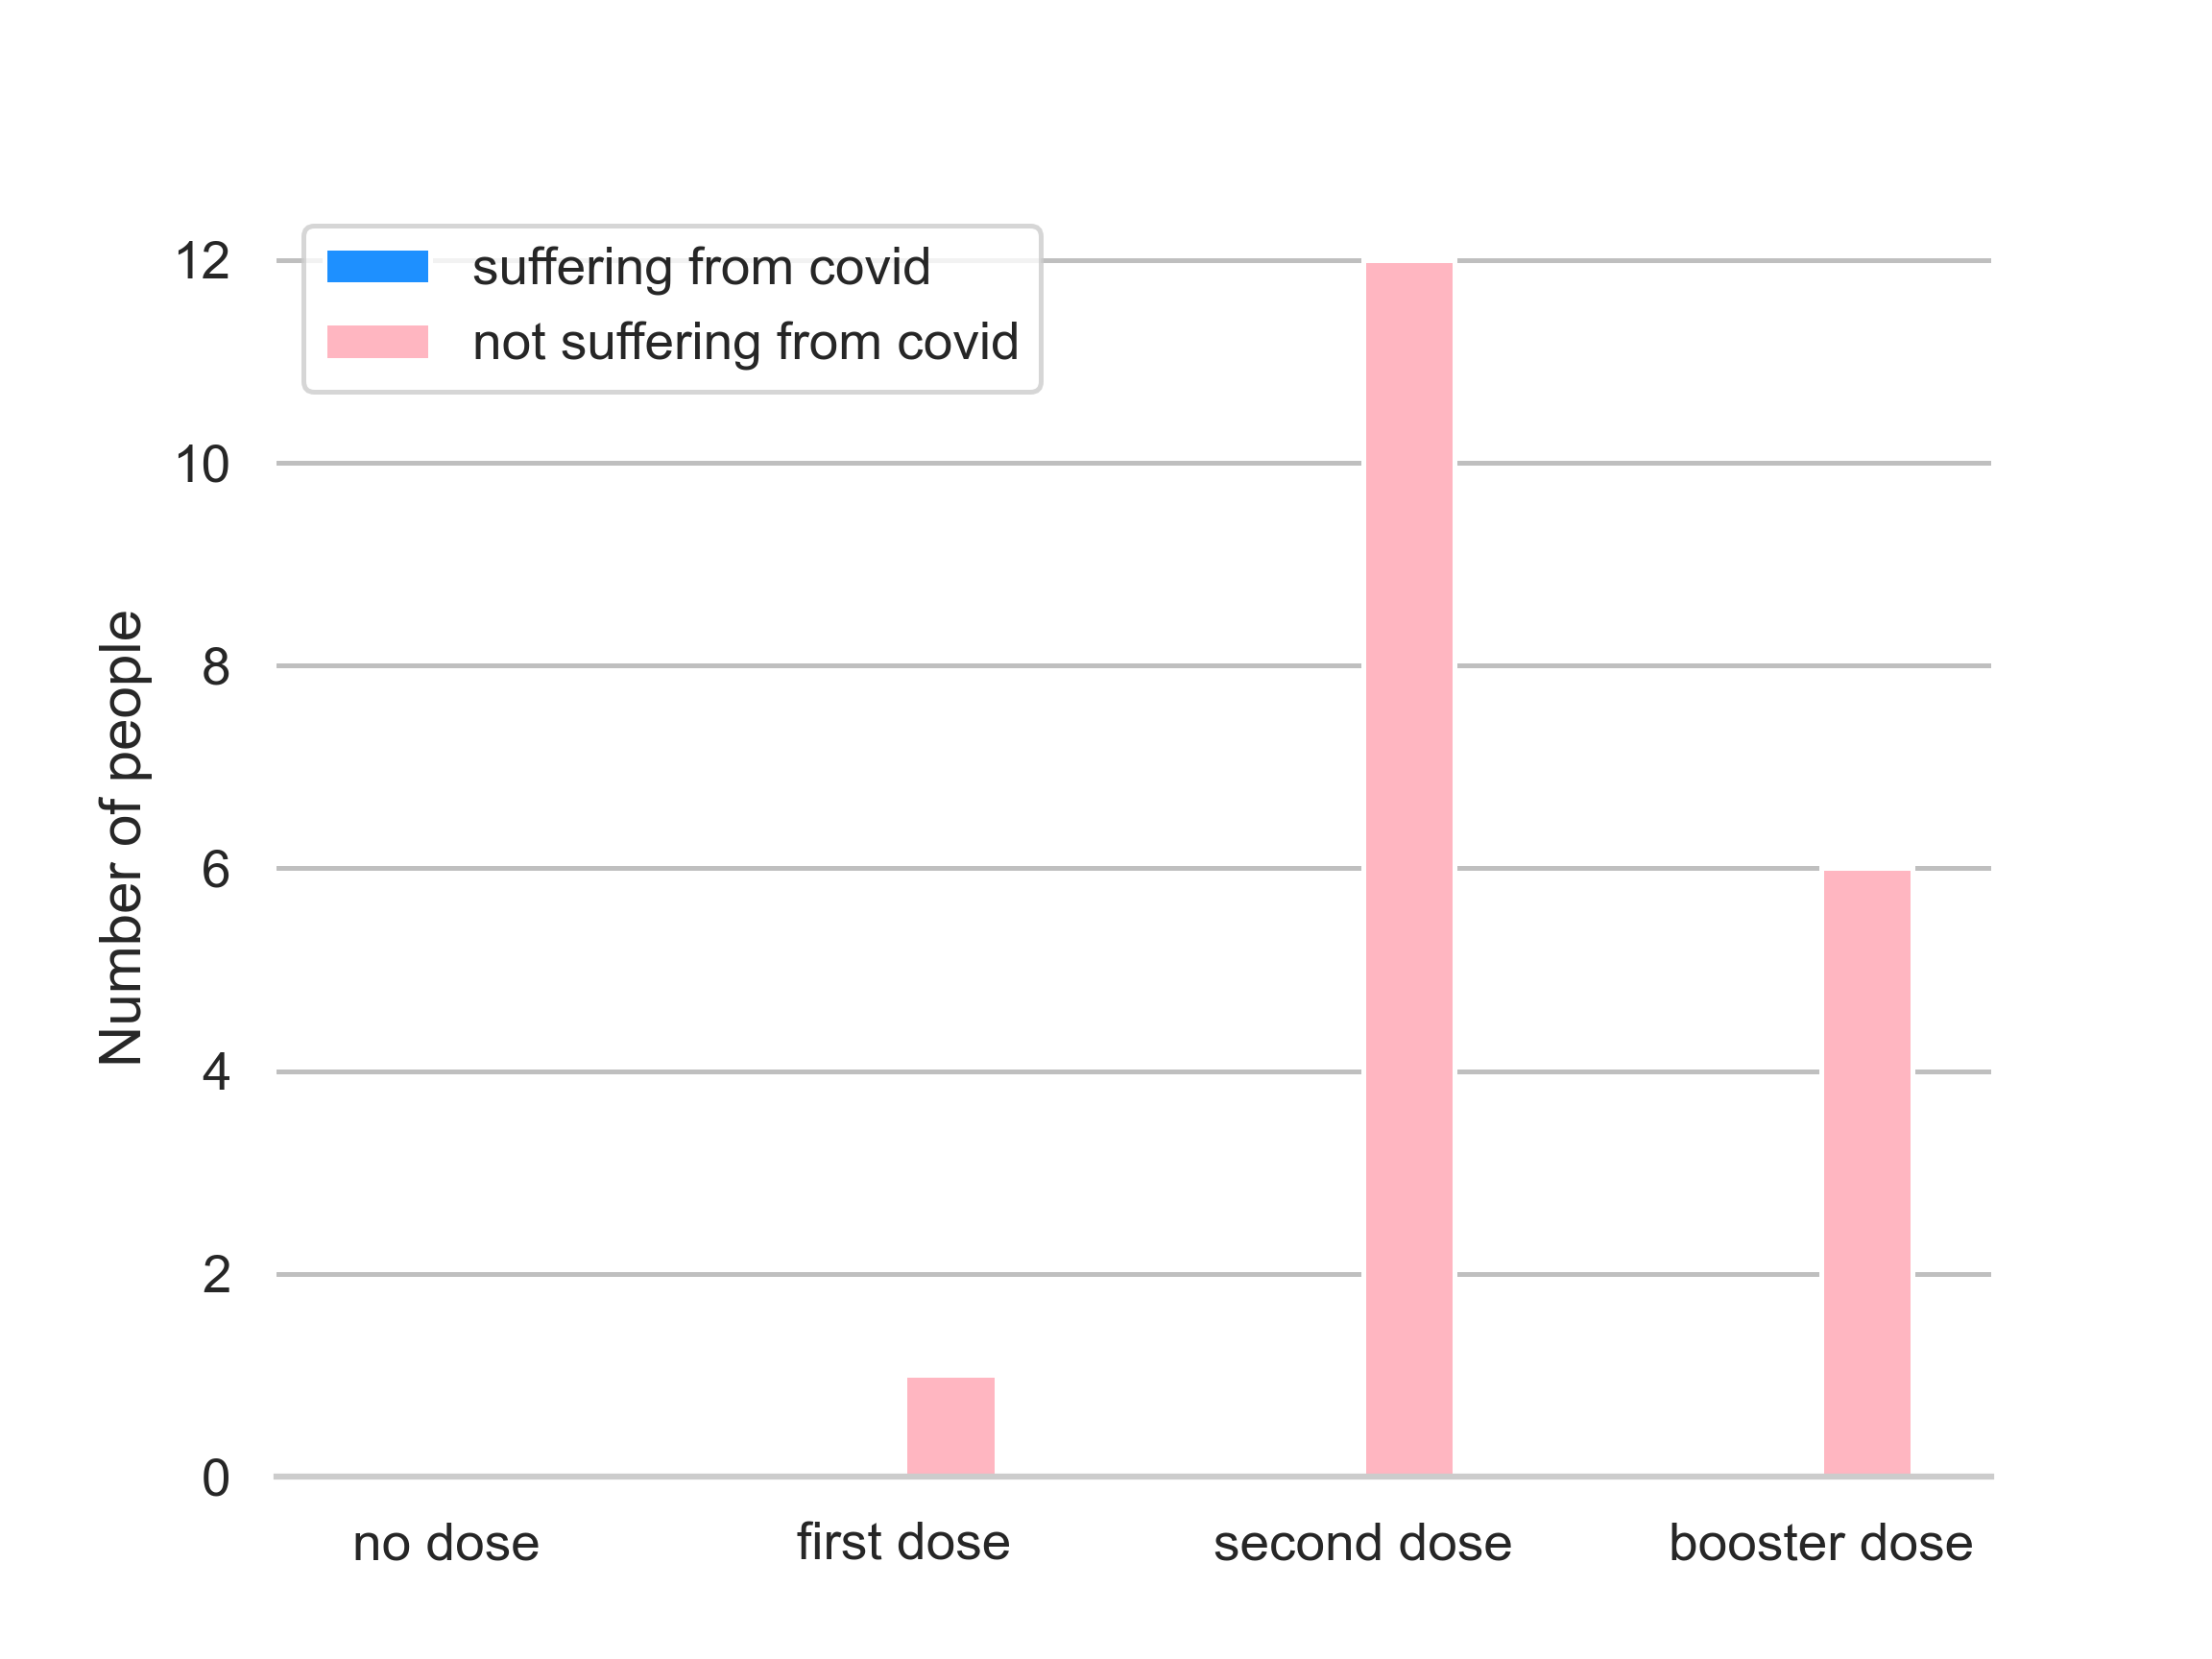 suffering from covid
not suffering from covid
12
10
8
6
4
2
0
Number of people
no dose
first dose
second dose
booster dose